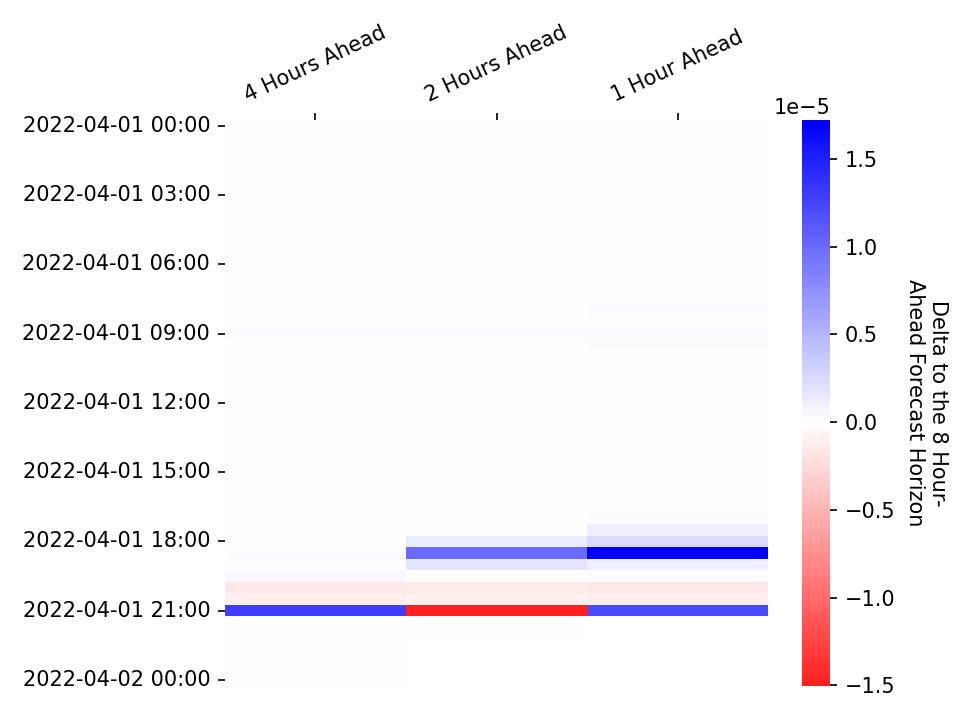 4 Hours Ahead
2 Hours Ahead
1 Hour Ahead
1e−5
2022-04-01 00:00
2022-04-01 03:00
2022-04-01 06:00
2022-04-01 09:00
2022-04-01 12:00
2022-04-01 15:00
2022-04-01 18:00
2022-04-01 21:00
2022-04-02 00:00
1.5
1.0
0.5
0.0
−0.5
−1.0
−1.5
Delta to the 8 Hour-
Ahead Forecast Horizon